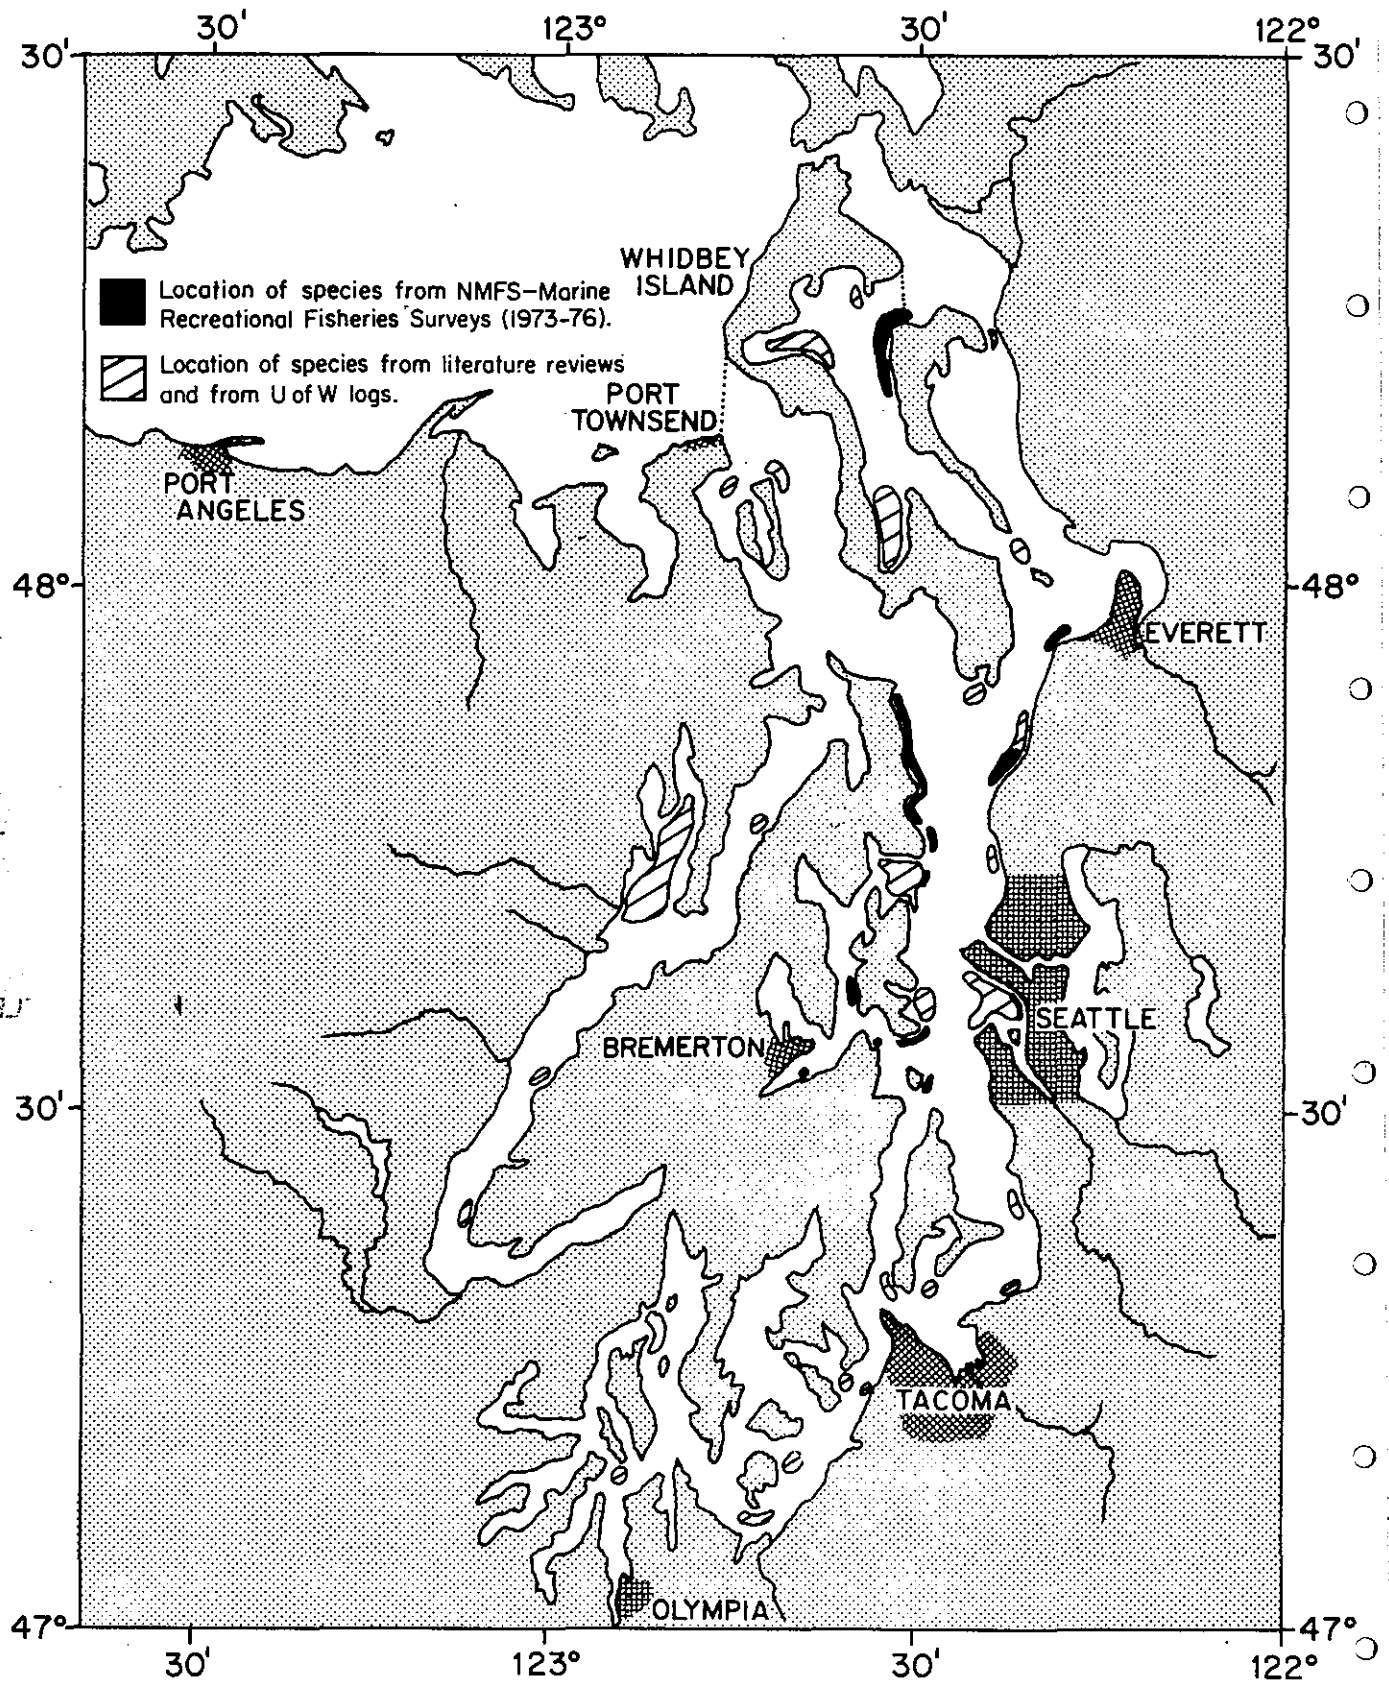 30' 123° 30' 122°
30' 30'
WHIDBEY
ISLAND
Location of species from NMFS-Marine
Recreational Fisheries Surveys (1973-76).
Location of species from literature reviews
and from U of W logs.
PORT
TOWNSEND
PORT
ANGELES
48° 48°
EVERETT
SEATTLE
BREMERTON
30' 30'
TACOMA
OLYMPIA
47° 47°
30' 123° 30' 122°